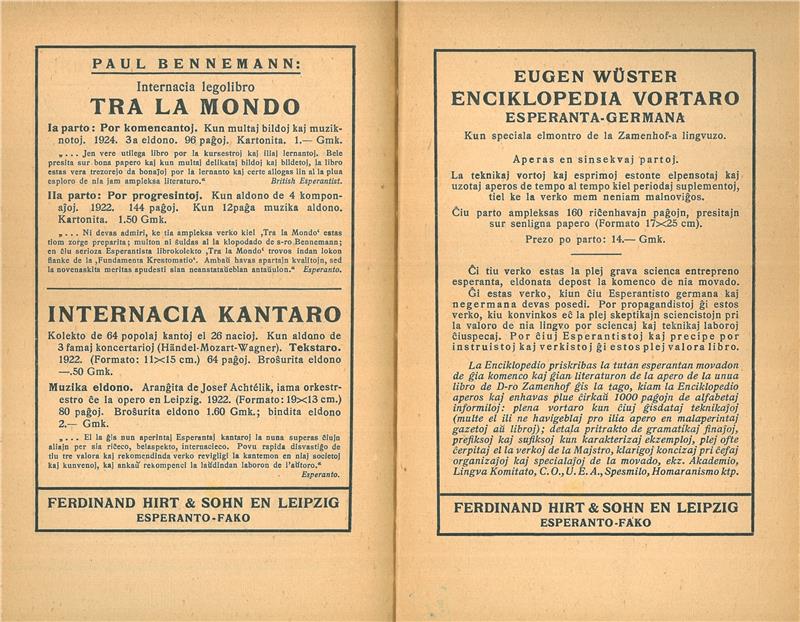 PAUL BENNEMANN:
Internacia legolibro
TRA LA MONDO
Ia parto: Por komencantoj. Kun multaj bildoj kaj muzik-
notoj. 1924. 3a eldono. 96 paĝoj. Kartonita. 1.— Gmk.
„... Jen vere utilega libro por la kursestroj kaj iliaj lernantoj. Bele
presita sur bona papero kaj kun multaj delikataj bildoj kaj bildetoj, la libro
estas vera trezorejo da bonaĵoj por la lernanto kaj certe allogas lin al la plua
esploro de nia jam ampleksa literaturo.“ British Esperantist.
IIa parto: Por progresintoj. Kun aldono de 4 kompon-
aĵoj. 1922. 144 paĝoj. Kun 12paĝa muzika aldono.
Kartonita. 1.50 Gmk.
„... Ni devas admiri, ke tia ampleksa verko kiel ‚Tra la Mondo‘ estas
tiom zorge preparita; multon ni ŝuldas al la klopodado de s-ro Bennemann;
en ĉiu serioza Esperantista librokolekto ‚Tra la Mondo‘ trovos indan lokon
flanke de la ‚Fundamenta Krestomatio‘. Ambaŭ havas apartajn kvalitojn, sed
la novenaskita meritas apudesti sian neanstataŭeblan antaŭulon.“ Esperanto.
INTERNACIA KANTARO
Kolekto de 64 popolaj kantoj el 26 nacioj. Kun aldono de
3 famaj koncertarioj (Händel-Mozart-Wagner). Tekstaro.
1922. (Formato: 11×15 cm.) 64 paĝoj. Broŝurita eldono
—.50 Gmk.
Muzika eldono. Aranĝita de Josef Achtélik, iama orkestr-
estro ĉe la opero en Leipzig. 1922. (Formato: 19×13 cm.)
80 paĝoj. Broŝurita eldono 1.60 Gmk.; bindita eldono
2.— Gmk.
„... El la ĝis nun aperintaj Esperantaj kantaroj la nuna superas ĉiujn
aliajn per sia riĉeco, belaspekto, internacieco. Povu rapida disvastiĝo de
tiu tre valora kaj rekomendinda verko revigligi la kantemon en niaj societoj
kaj kunvenoj, kaj ankaŭ rekompenci la laŭdindan laboron de l'aŭtoro.“
Esperanto.
FERDINAND HIRT & SOHN EN LEIPZIG
ESPERANTO-FAKO
EUGEN WÜSTER
ENCIKLOPEDIA VORTARO
ESPERANTA-GERMANA
Kun speciala elmontro de la Zamenhof-a lingvuzo.
Aperas en sinsekvaj partoj.
La teknikaj vortoj kaj esprimoj estonte elpensotaj kaj
uzotaj aperos de tempo al tempo kiel periodaj suplementoj,
tiel ke la verko mem neniam malnoviĝos.
Ĉiu parto ampleksas 160 riĉenhavajn paĝojn, presitajn
sur senligna papero (Formato 17×25 cm).
Prezo po parto: 14.— Gmk.
Ĉi tiu verko estas la plej grava scienca entrepreno
esperanta, eldonata depost la komenco de nia movado.
Ĝi estas verko, kiun ĉiu Esperantisto germana kaj
negermana devas posedi. Por propagandistoj ĝi estos
verko, kiu konvinkos eĉ la plej skeptikajn sciencistojn pri
la valoro de nia lingvo por sciencaj kaj teknikaj laboroj
ĉiuspecaj. Por ĉiuj Esperantistoj kaj precipe por
instruistoj kaj verkistoj ĝi estos plej valora libro.
La Enciklopedio priskribas la tutan esperantan movadon
de ĝia komenco kaj ĝian literaturon de la apero de la unua
libro de D-ro Zamenhof ĝis la tago, kiam la Enciklopedio
aperos kaj enhavas plue ĉirkaŭ 1000 paĝojn de alfabetaj
informiloj: plena vortaro kun ĉiuj ĝisdataj teknikaĵoj
(multe el ili ne haveblaj pro ilia apero en malaperintaj
gazetoj aŭ libroj); detala pritrakto de gramatikaj finaĵoj,
prefiksoj kaj sufiksoj kun karakterizaj ekzemploj, plej ofte
ĉerpitaj el la verkoj de la Majstro, klarigoj koncizaj pri ĉefaj
organizaĵoj kaj specialaĵoj de la movado, ekz. Akademio,
Lingva Komitato, C.O., U.E.A., Spesmilo, Homaranismo ktp.
FERDINAND HIRT & SOHN EN LEIPZIG
ESPERANTO-FAKO